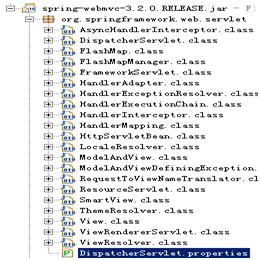 spring-webmvc-3.2.0.RELEASE.jar - F:
org.springframework.web.servlet
AsyncHandlerInterceptor.class
DispatcherServlet.class
FlashMap.class
FlashMapManager.class
FrameworkServlet.class
HandlerAdapter.class
HandlerExceptionResolver.class
HandlerExecutionChain.class
HandlerInterceptor.class
HandlerMapping.class
HttpServletBean.class
LocaleResolver.class
ModelAndView.class
ModelAndViewDefiningException.
RequestToViewNameTranslator.cl
ResourceServlet.class
SmartView.class
ThemeResolver.class
View.class
ViewRendererServlet.class
ViewResolver.class
DispatcherServlet.properties